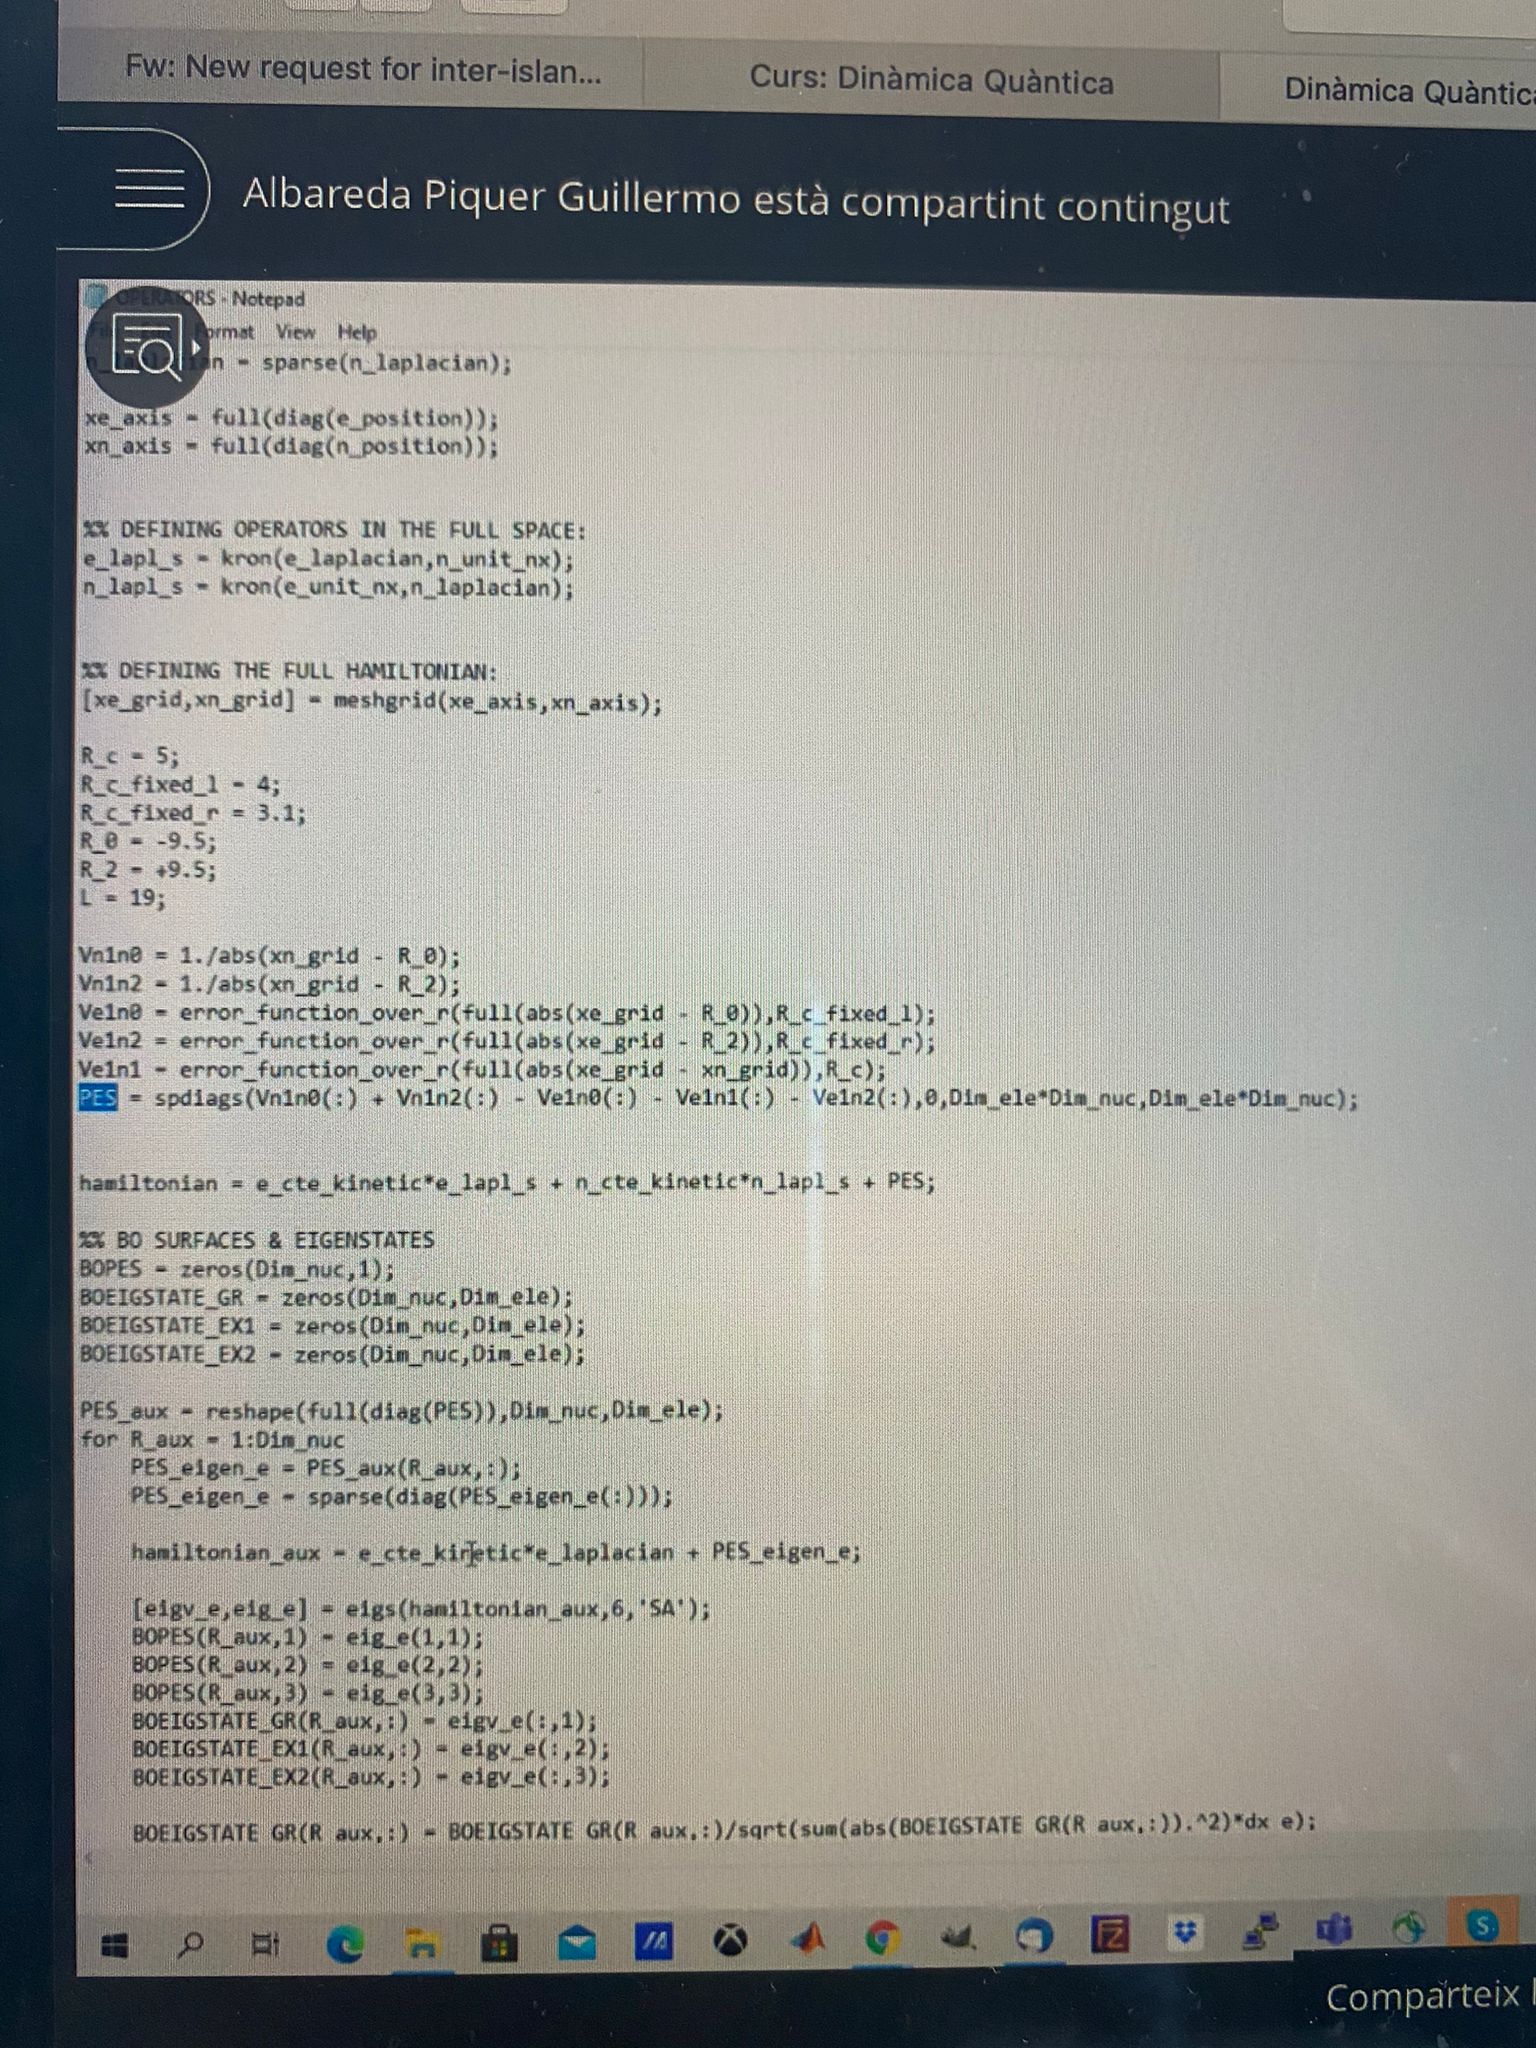 Fw: New request for inter-islan...
Curs: Dinàmica Quàntica
Dinàmica Quàntica
Albareda Piquer Guillermo està compartint contingut
OPERATORS - Notepad
Format View Help
n_laplacian = sparse(n_laplacian);
xe_axis = full(diag(e_position));
xn_axis = full(diag(n_position));
%% DEFINING OPERATORS IN THE FULL SPACE:
e_lapl_s = kron(e_laplacian,n_unit_nx);
n_lapl_s = kron(e_unit_nx,n_laplacian);
%% DEFINING THE FULL HAMILTONIAN:
[xe_grid,xn_grid] = meshgrid(xe_axis,xn_axis);
R_c = 5;
R_c_fixed_l = 4;
R_c_fixed_r = 3.1;
R_0 = -9.5;
R_2 = +9.5;
L = 19;
Vn1n0 = 1./abs(xn_grid - R_0);
Vn1n2 = 1./abs(xn_grid - R_2);
Ve1n0 = error_function_over_r(full(abs(xe_grid - R_0)),R_c_fixed_l);
Ve1n2 = error_function_over_r(full(abs(xe_grid - R_2)),R_c_fixed_r);
Ve1n1 = error_function_over_r(full(abs(xe_grid - xn_grid)),R_c);
PES = spdiags(Vn1n0(:) + Vn1n2(:) - Ve1n0(:) - Ve1n1(:) - Ve1n2(:),0,Dim_ele*Dim_nuc,Dim_ele*Dim_nuc);
hamiltonian = e_cte_kinetic*e_lapl_s + n_cte_kinetic*n_lapl_s + PES;
%% BO SURFACES & EIGENSTATES
BOPES = zeros(Dim_nuc,1);
BOEIGSTATE_GR = zeros(Dim_nuc,Dim_ele);
BOEIGSTATE_EX1 = zeros(Dim_nuc,Dim_ele);
BOEIGSTATE_EX2 = zeros(Dim_nuc,Dim_ele);
PES_aux = reshape(full(diag(PES)),Dim_nuc,Dim_ele);
for R_aux = 1:Dim_nuc
PES_eigen_e = PES_aux(R_aux,:);
PES_eigen_e = sparse(diag(PES_eigen_e(:)));
hamiltonian_aux = e_cte_kinetic*e_laplacian + PES_eigen_e;
[eigv_e,eig_e] = eigs(hamiltonian_aux,6,'SA');
BOPES(R_aux,1) = eig_e(1,1);
BOPES(R_aux,2) = eig_e(2,2);
BOPES(R_aux,3) = eig_e(3,3);
BOEIGSTATE_GR(R_aux,:) = eigv_e(:,1);
BOEIGSTATE_EX1(R_aux,:) = eigv_e(:,2);
BOEIGSTATE_EX2(R_aux,:) = eigv_e(:,3);
BOEIGSTATE_GR(R_aux,:) = BOEIGSTATE_GR(R_aux,:)/sqrt(sum(abs(BOEIGSTATE_GR(R_aux,:)).^2)*dx_e);
Comparteix